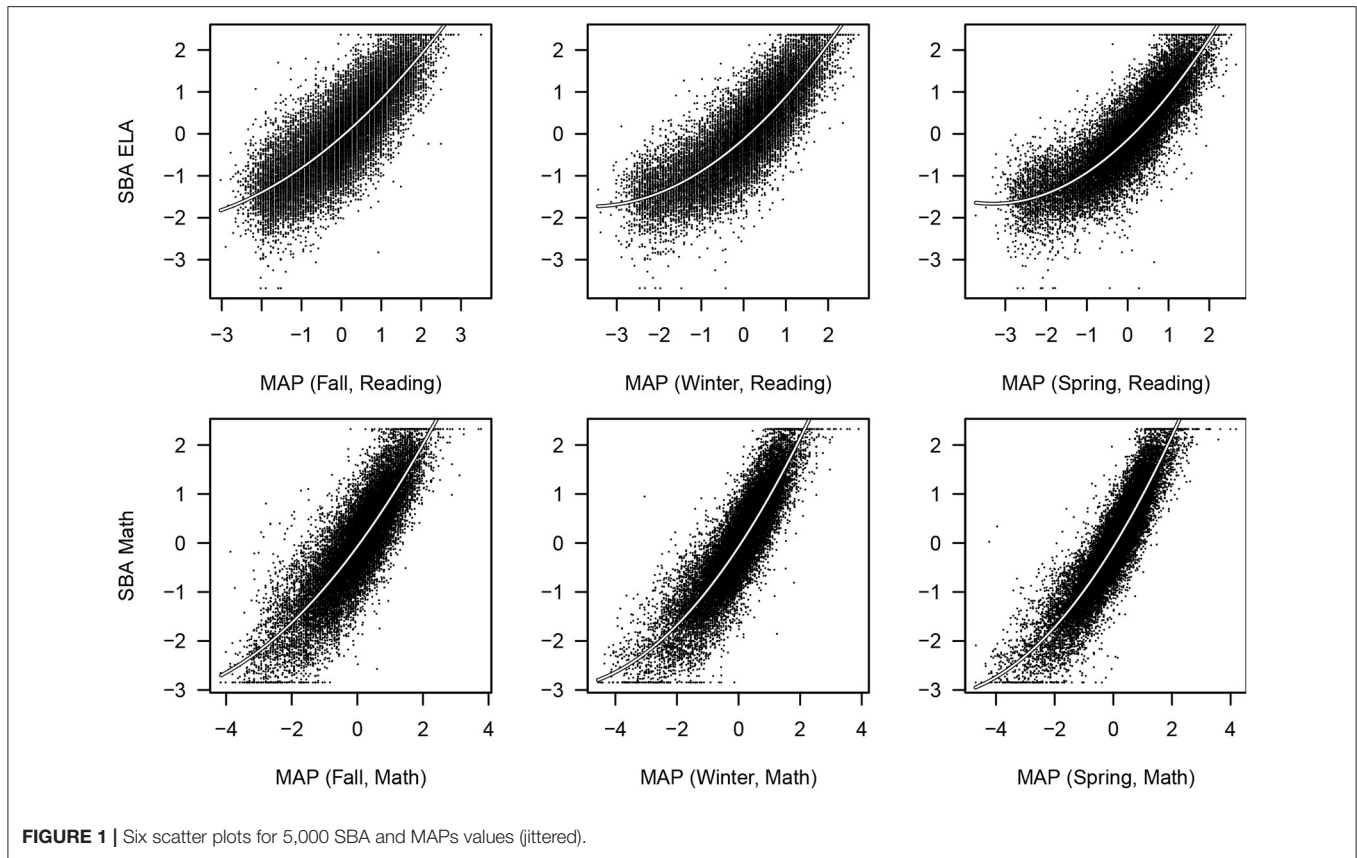 2
1
0
−1
−2
−3
SBA ELA
−3 −2 −1 0 1 2 3
MAP (Fall, Reading)
2
1
0
−1
−2
−3
−3 −2 −1 0 1 2
MAP (Winter, Reading)
2
1
0
−1
−2
−3
−3 −2 −1 0 1 2
MAP (Spring, Reading)
2
1
0
−1
−2
−3
SBA Math
−4 −2 0 2 4
MAP (Fall, Math)
2
1
0
−1
−2
−3
−4 −2 0 2 4
MAP (Winter, Math)
2
1
0
−1
−2
−3
−4 −2 0 2 4
MAP (Spring, Math)
FIGURE 1 | Six scatter plots for 5,000 SBA and MAPs values (jittered).